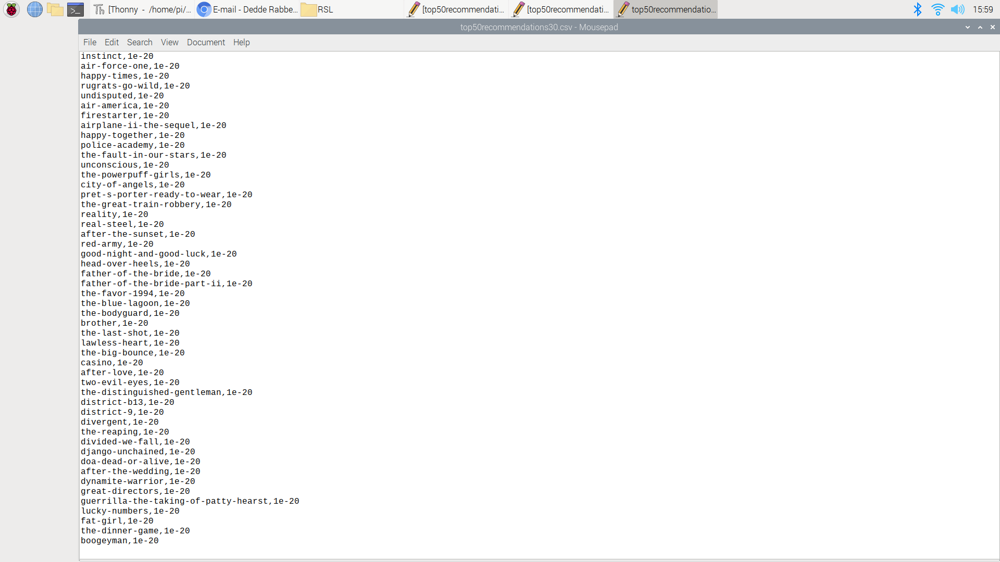 [Thonny - /home/pi/... E-mail - Dedde Rabbe... RSL [top50recommendati... [top50recommendati... top50recommendatio... 15:59
top50recommendations30.csv - Mousepad
File Edit Search View Document Help
instinct,1e-20
air-force-one,1e-20
happy-times,1e-20
rugrats-go-wild,1e-20
undisputed,1e-20
air-america,1e-20
firestarter,1e-20
airplane-ii-the-sequel,1e-20
happy-together,1e-20
police-academy,1e-20
the-fault-in-our-stars,1e-20
unconscious,1e-20
the-powerpuff-girls,1e-20
city-of-angels,1e-20
pret-s-porter-ready-to-wear,1e-20
the-great-train-robbery,1e-20
reality,1e-20
real-steel,1e-20
after-the-sunset,1e-20
red-army,1e-20
good-night-and-good-luck,1e-20
head-over-heels,1e-20
father-of-the-bride,1e-20
father-of-the-bride-part-ii,1e-20
the-favor-1994,1e-20
the-blue-lagoon,1e-20
the-bodyguard,1e-20
brother,1e-20
the-last-shot,1e-20
lawless-heart,1e-20
the-big-bounce,1e-20
casino,1e-20
after-love,1e-20
two-evil-eyes,1e-20
the-distinguished-gentleman,1e-20
district-b13,1e-20
district-9,1e-20
divergent,1e-20
the-reaping,1e-20
divided-we-fall,1e-20
django-unchained,1e-20
doa-dead-or-alive,1e-20
after-the-wedding,1e-20
dynamite-warrior,1e-20
great-directors,1e-20
guerrilla-the-taking-of-patty-hearst,1e-20
lucky-numbers,1e-20
fat-girl,1e-20
the-dinner-game,1e-20
boogeyman,1e-20